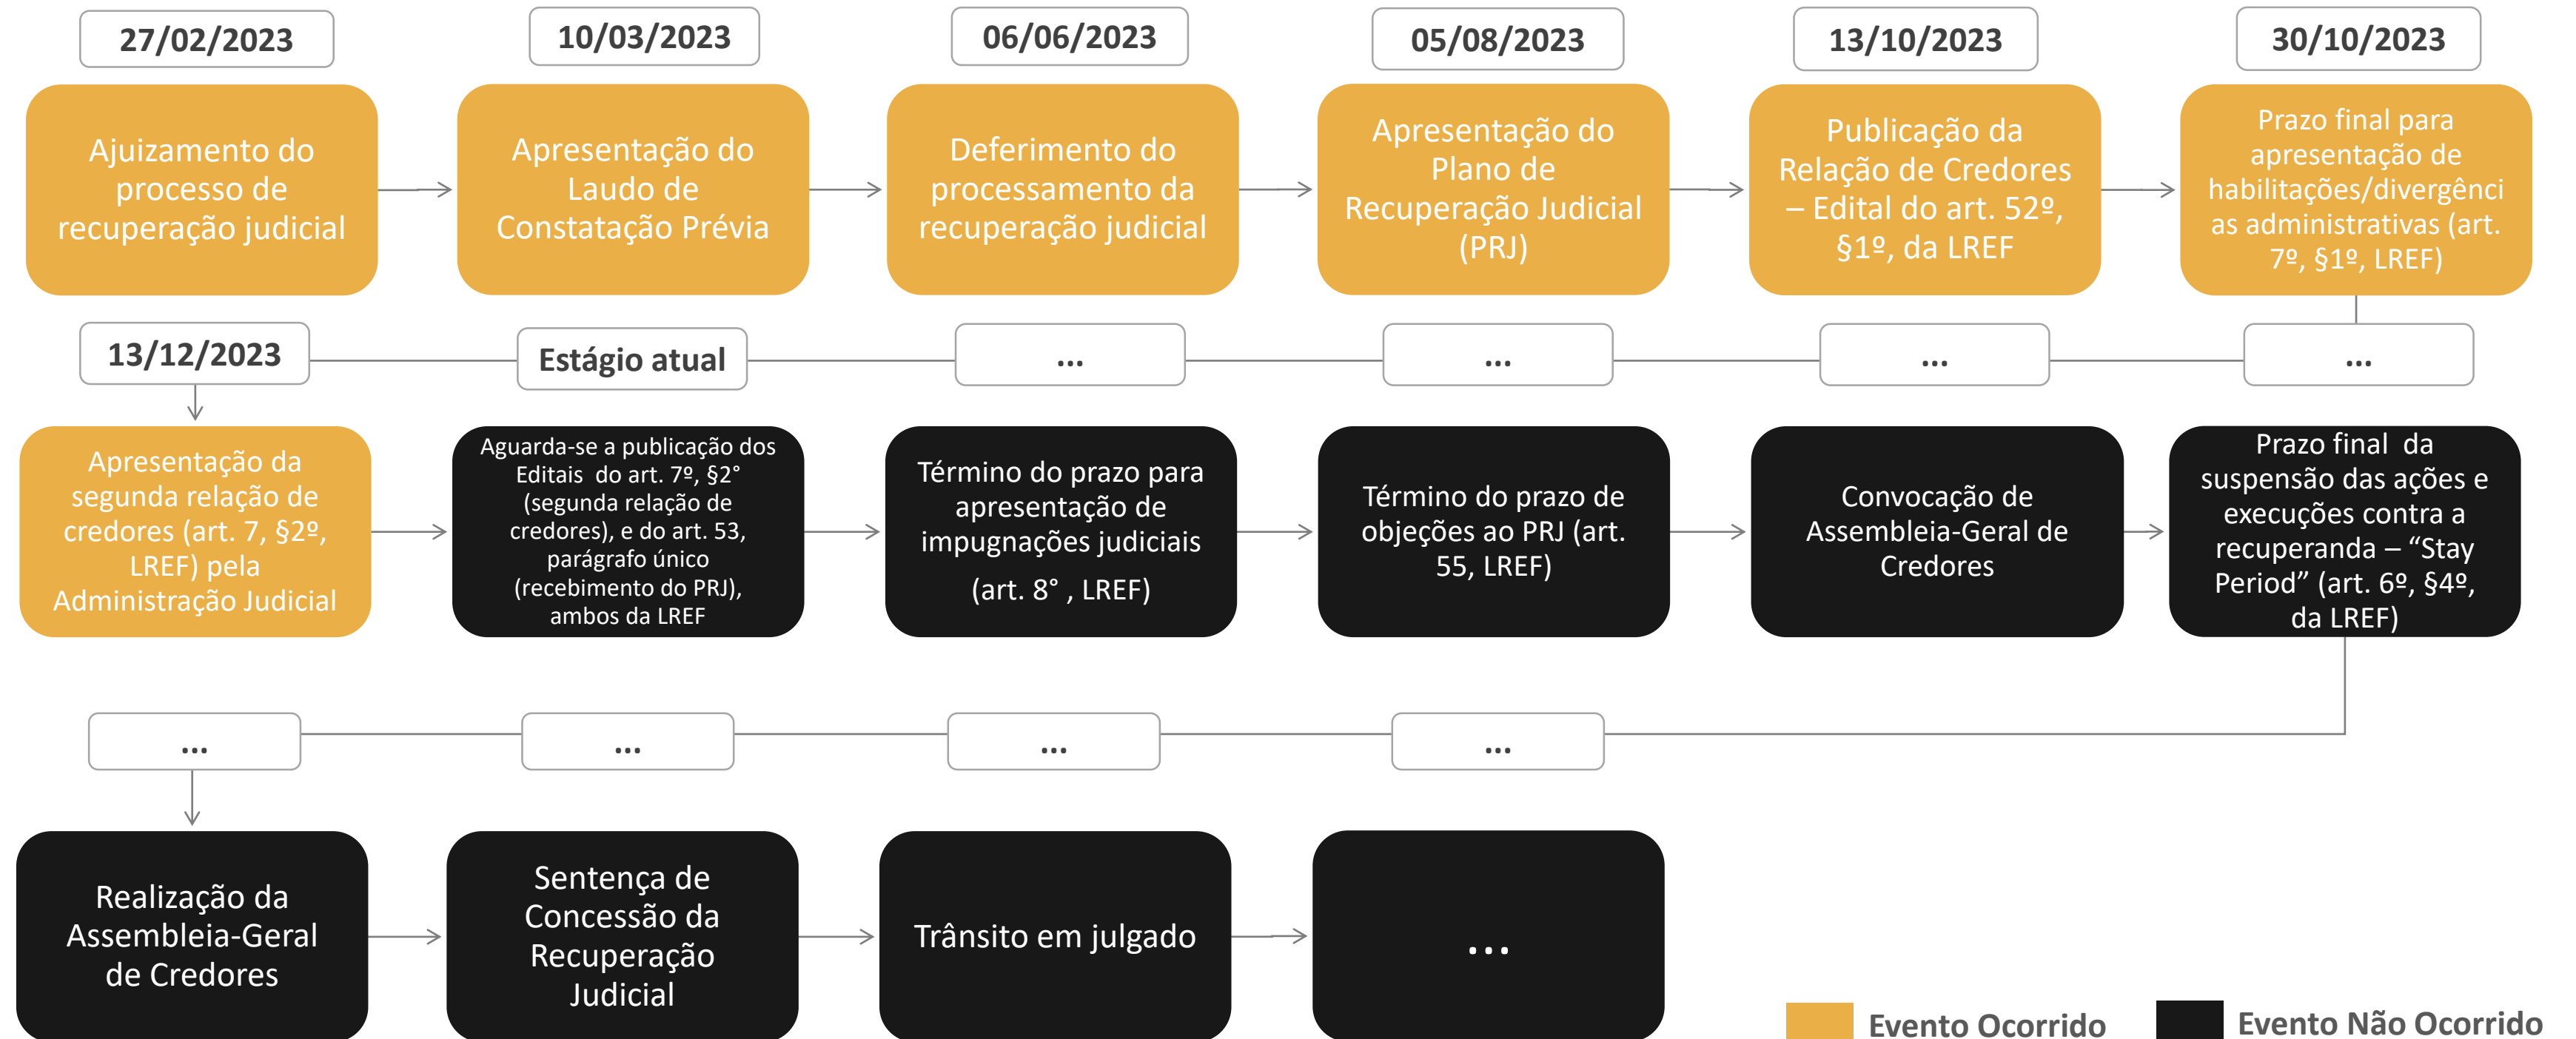 27/02/2023
10/03/2023
06/06/2023
05/08/2023
13/10/2023
30/10/2023
Ajuizamento do
processo de
recuperação judicial
Apresentação do
Laudo de
Constatação Prévia
Deferimento do
processamento da
recuperação judicial
Apresentação do
Plano de
Recuperação Judicial
(PRJ)
Publicação da
Relação de Credores
– Edital do art. 52º,
§1º, da LREF
Prazo final para
apresentação de
habilitações/divergênci
as administrativas (art.
7º, §1º, LREF)
13/12/2023
Estágio atual
...
...
...
...
Apresentação da
segunda relação de
credores (art. 7, §2º,
LREF) pela
Administração Judicial
Aguarda-se a publicação dos
Editais do art. 7º, §2°
(segunda relação de
credores), e do art. 53,
parágrafo único
(recebimento do PRJ),
ambos da LREF
Término do prazo para
apresentação de
impugnações judiciais
(art. 8° , LREF)
Término do prazo de
objeções ao PRJ (art.
55, LREF)
Convocação de
Assembleia-Geral de
Credores
Prazo final da
suspensão das ações e
execuções contra a
recuperanda – “Stay
Period” (art. 6º, §4º,
da LREF)
...
...
...
...
Realização da
Assembleia-Geral
de Credores
Sentença de
Concessão da
Recuperação
Judicial
Trânsito em julgado
...
Evento Ocorrido
Evento Não Ocorrido